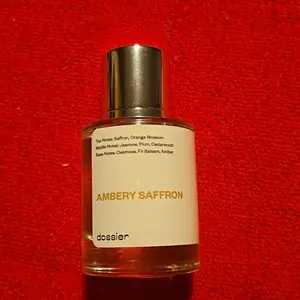 Top Notes: Saffron, Orange Blossom
Middle Notes: Jasmine, Plum, Cedarwood
Base Notes: Oakmoss, Fir Balsam, Amber
AMBERY SAFFRON
dossier